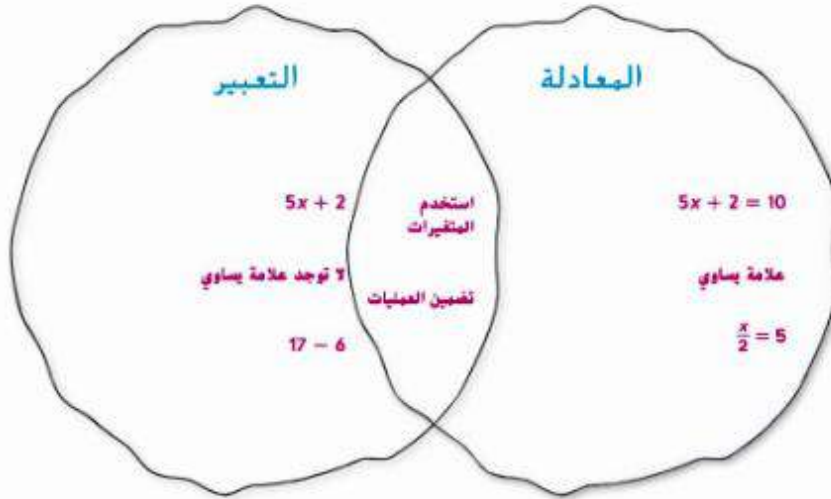 المعادلة
5x + 2 = 10
علامة يساوي
x/2 = 5
استخدم
المتغيرات
تضمين العمليات
التعبير
5x + 2
لا توجد علامة يساوي
17 − 6